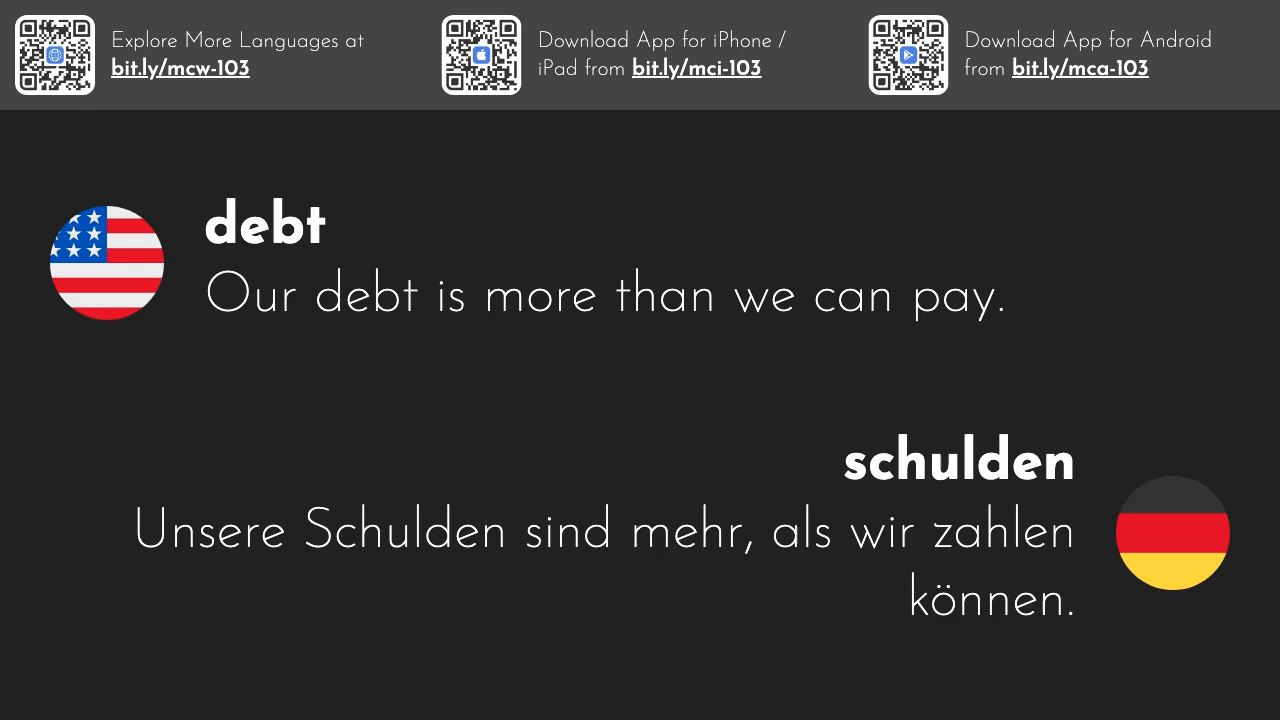 Explore More Languages at
bit.ly/mcw-103
Download App for iPhone /
iPad from bit.ly/mci-103
Download App for Android
from bit.ly/mca-103
debt
Our debt is more than we can pay.
schulden
Unsere Schulden sind mehr, als wir zahlen
können.